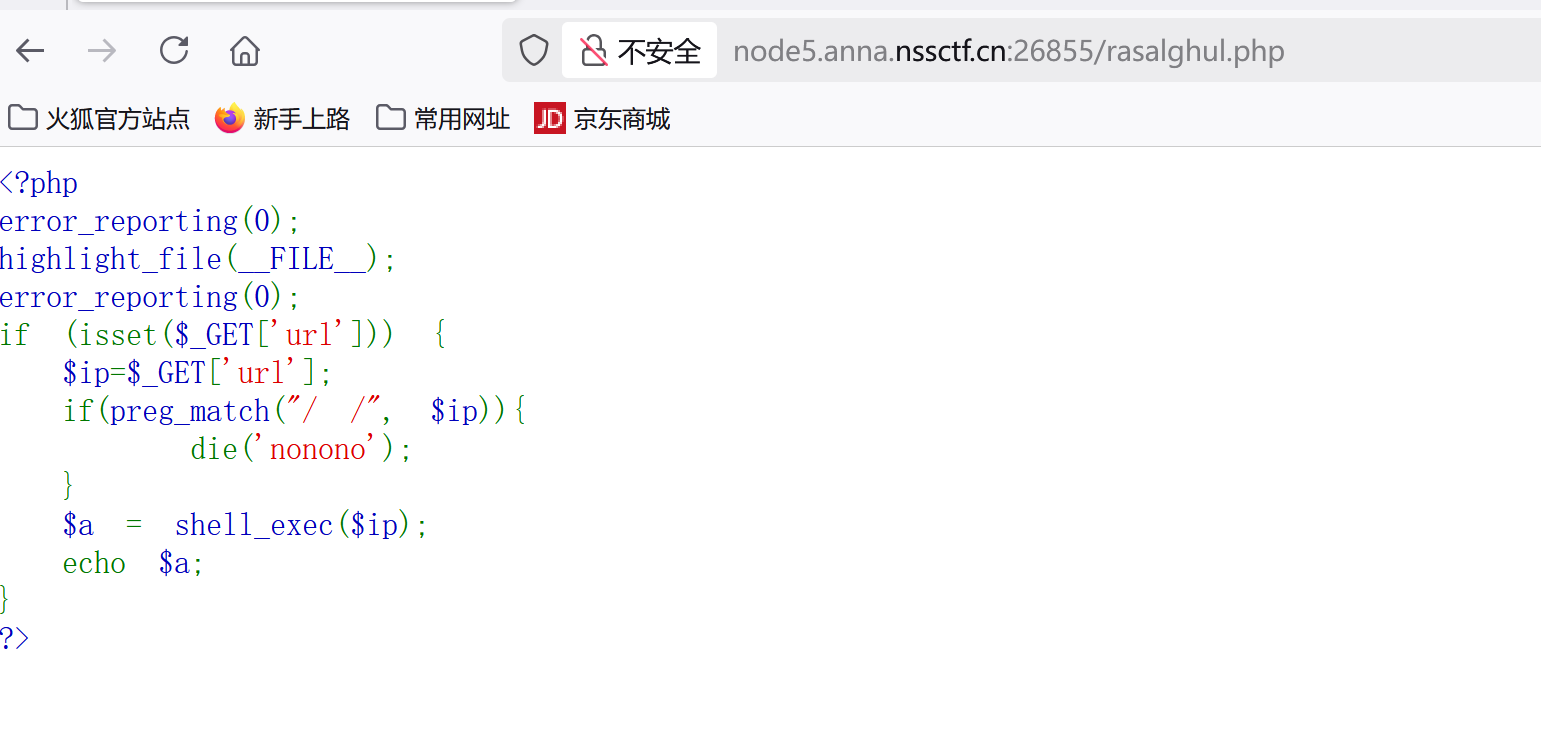 不安全 node5.anna.nssctf.cn:26855/rasalghul.php
火狐官方站点 新手上路 常用网址 JD 京东商城
<?php
error_reporting(0);
highlight_file(__FILE__);
error_reporting(0);
if (isset($_GET['url'])) {
    $ip=$_GET['url'];
    if(preg_match("/ /", $ip)){
            die('nonono');
    }
    $a = shell_exec($ip);
    echo $a;
}
?>